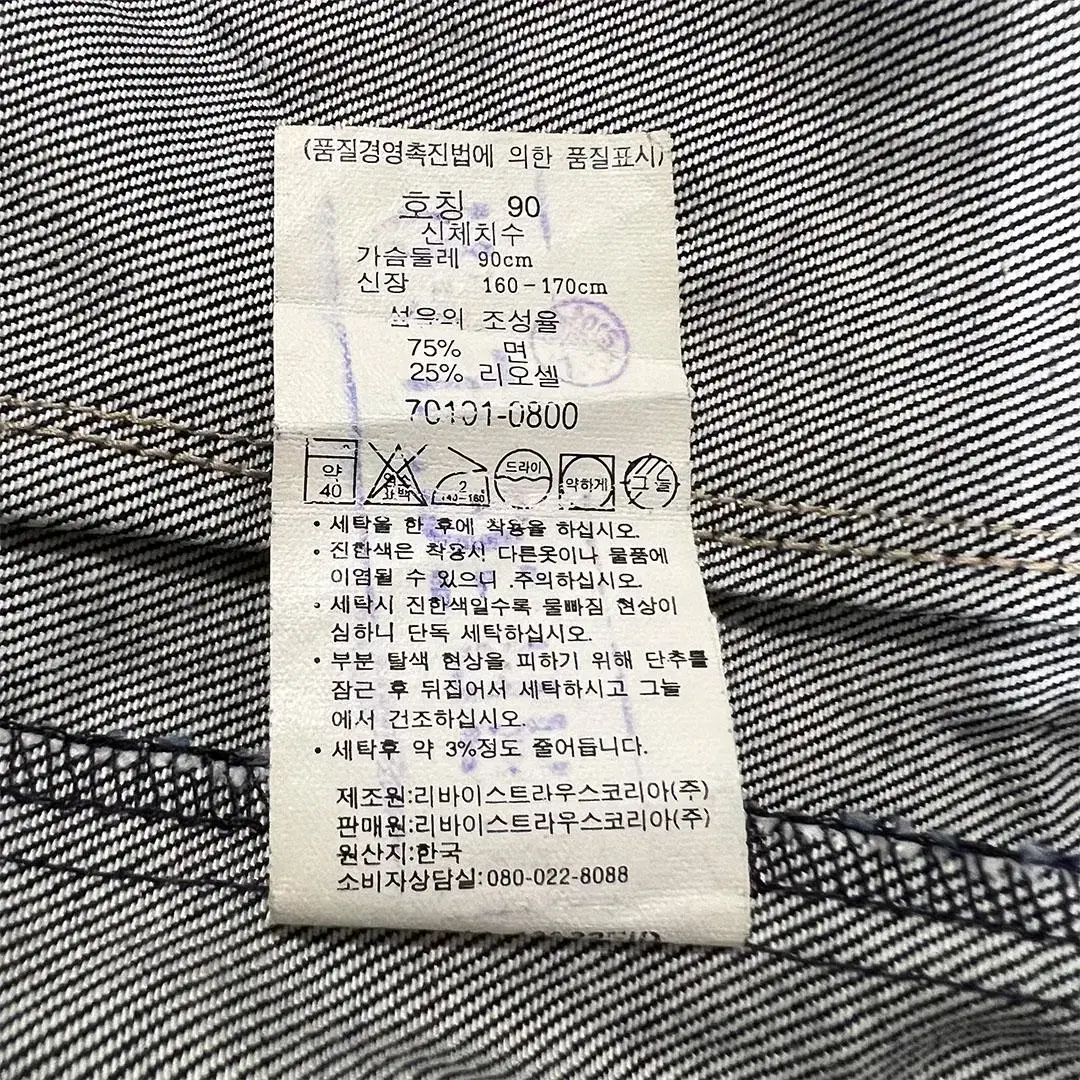 (품질경영촉진법에 의한 품질표시)
호칭 90
신체치수
가슴둘레 90cm
신장 160-170cm
섬유의 조성율
75% 면
25% 리오셀
70101-0800
약 40
염소 표백
2 140-160
드라이
약하게
그늘
• 세탁을 한 후에 착용을 하십시오.
• 진한색은 착용시 다른옷이나 물품에
이염될 수 있으니 .주의하십시오.
• 세탁시 진한색일수록 물빠짐 현상이
심하니 단독 세탁하십시오.
• 부분 탈색 현상을 피하기 위해 단추를
잠근 후 뒤집어서 세탁하시고 그늘
에서 건조하십시오.
• 세탁후 약 3%정도 줄어듭니다.
제조원:리바이스트라우스코리아(주)
판매원:리바이스트라우스코리아(주)
원산지:한국
소비자상담실:080-022-8088